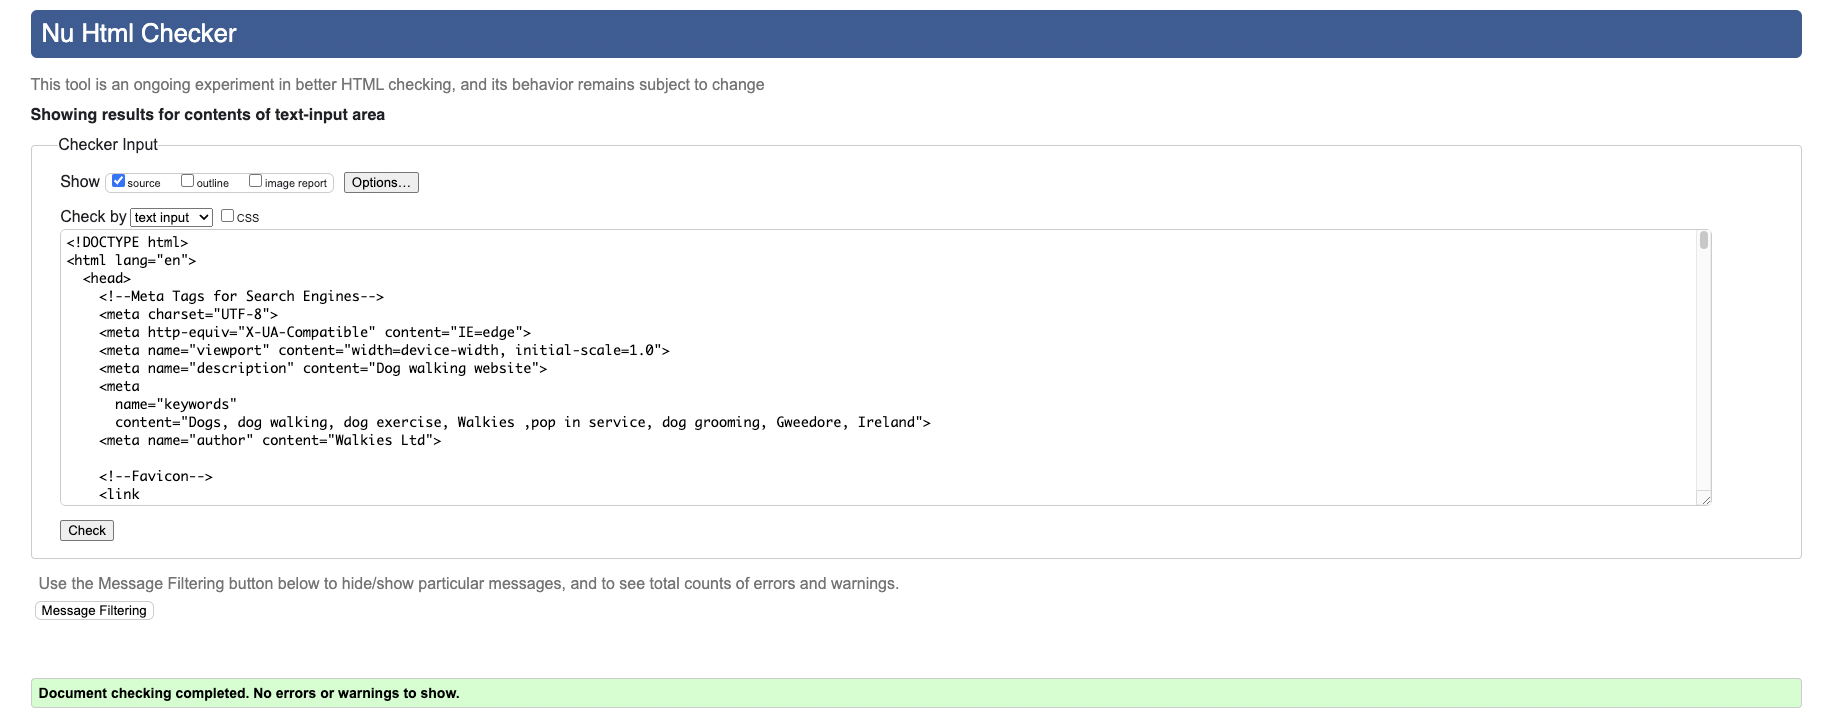 Nu Html Checker
This tool is an ongoing experiment in better HTML checking, and its behavior remains subject to change
Showing results for contents of text-input area
Checker Input
Show source outline image report Options...
Check by text input css
<!DOCTYPE html>
<html lang="en">
  <head>
    <!--Meta Tags for Search Engines-->
    <meta charset="UTF-8">
    <meta http-equiv="X-UA-Compatible" content="IE=edge">
    <meta name="viewport" content="width=device-width, initial-scale=1.0">
    <meta name="description" content="Dog walking website">
    <meta
      name="keywords"
      content="Dogs, dog walking, dog exercise, Walkies ,pop in service, dog grooming, Gweedore, Ireland">
    <meta name="author" content="Walkies Ltd">
    <!--Favicon-->
    <link
Check
Use the Message Filtering button below to hide/show particular messages, and to see total counts of errors and warnings.
Message Filtering
Document checking completed. No errors or warnings to show.